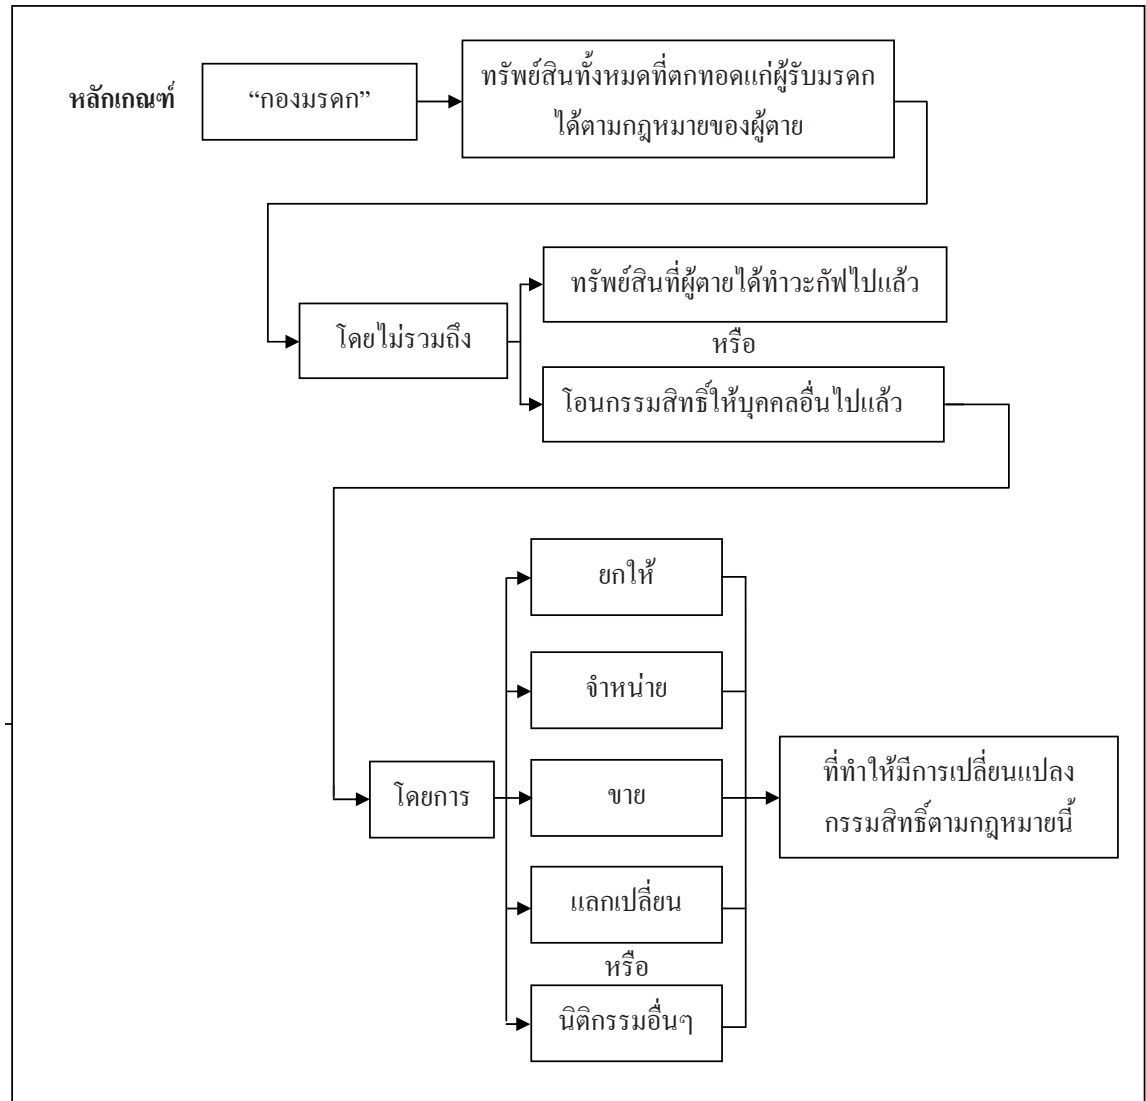 หลักเกณฑ์
“กองมรดก”
ทรัพย์สินทั้งหมดที่ตกทอดแก่ผู้รับมรดก
ได้ตามกฎหมายของผู้ตาย
โดยไม่รวมถึง
ทรัพย์สินที่ผู้ตายได้ทำวะกัฟไปแล้ว
หรือ
โอนกรรมสิทธิ์ให้บุคคลอื่นไปแล้ว
โดยการ
ยกให้
จำหน่าย
ขาย
แลกเปลี่ยน
หรือ
นิติกรรมอื่นๆ
ที่ทำให้มีการเปลี่ยนแปลง
กรรมสิทธิ์ตามกฎหมายนี้